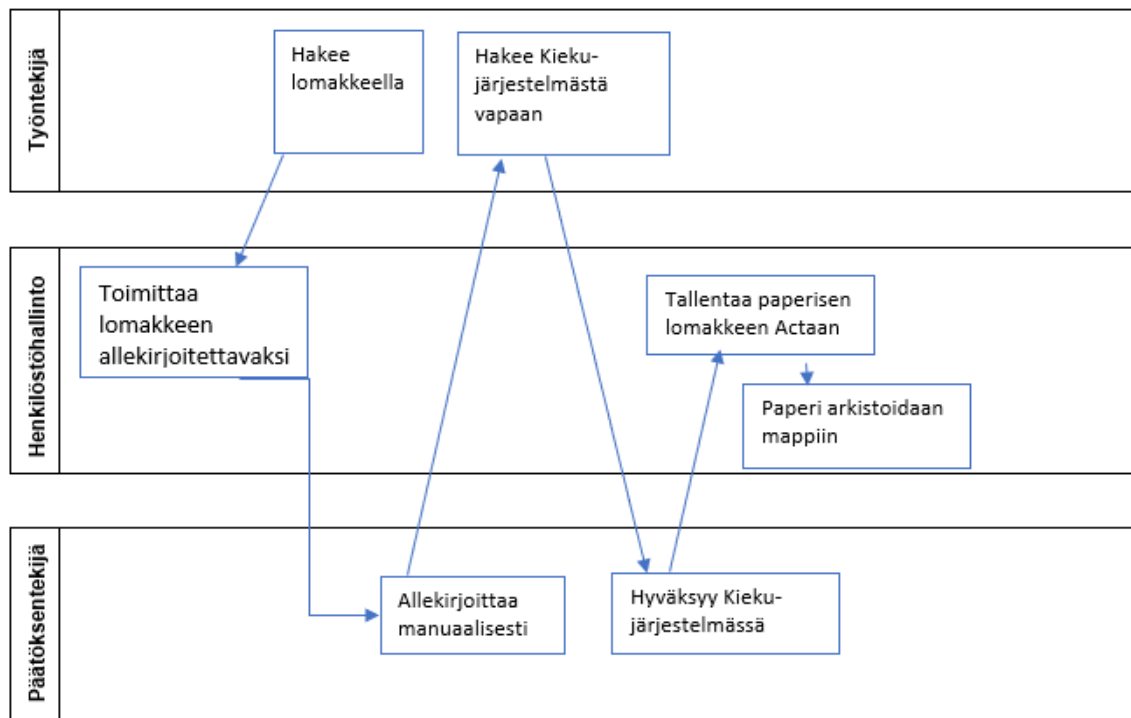 Työntekijä
Hakee
lomakkeella
Hakee Kieku-
järjestelmästä
vapaan
Henkilöstöhallinto
Toimittaa
lomakkeen
allekirjoitettavaksi
Tallentaa paperisen
lomakkeen Actaan
Paperi arkistoidaan
mappiin
Päätöksentekijä
Allekirjoittaa
manuaalisesti
Hyväksyy Kieku-
järjestelmässä